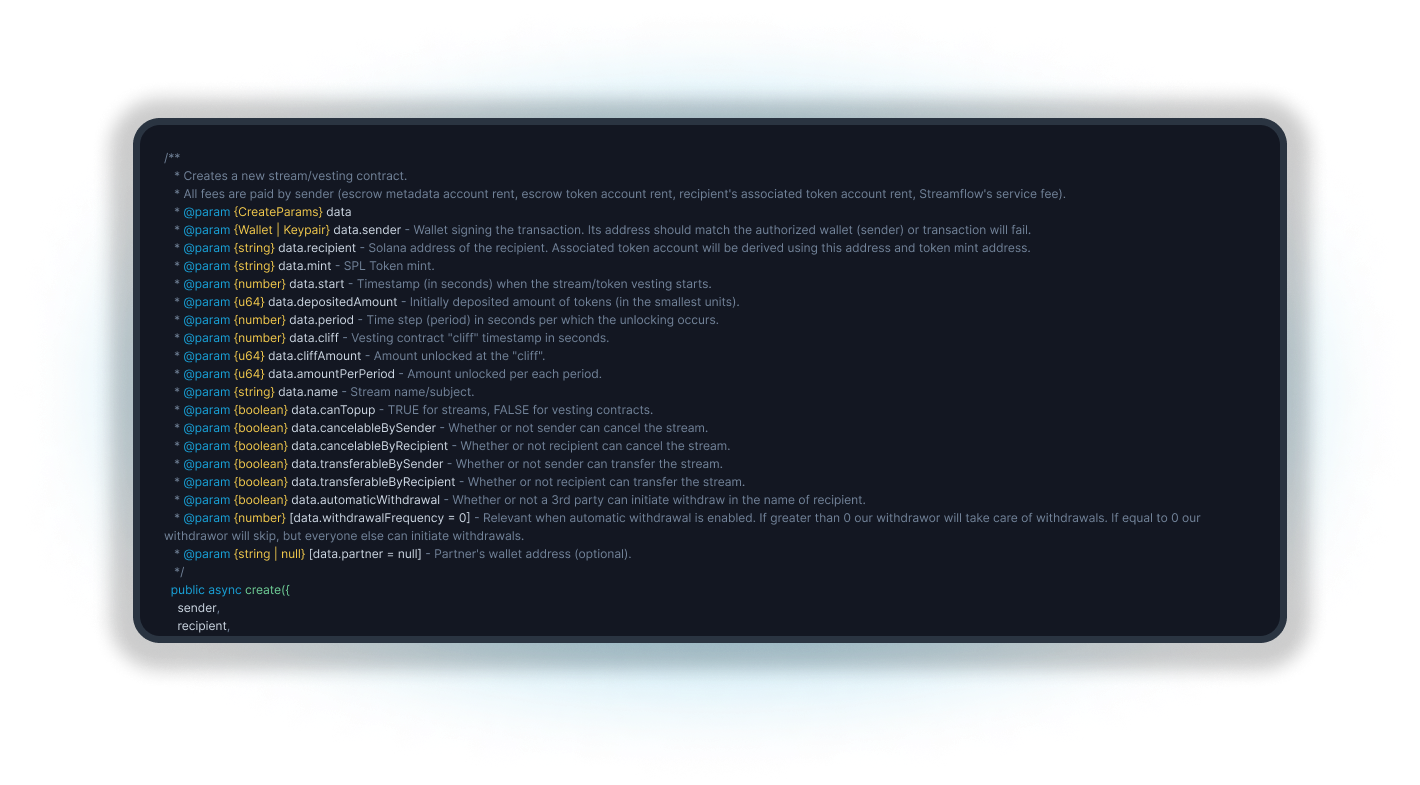 /**
* Creates a new stream/vesting contract.
* All fees are paid by sender (escrow metadata account rent, escrow token account rent, recipient's associated token account rent, Streamflow's service fee).
* @param {CreateParams} data
* @param {Wallet | Keypair} data.sender - Wallet signing the transaction. Its address should match the authorized wallet (sender) or transaction will fail.
* @param {string} data.recipient - Solana address of the recipient. Associated token account will be derived using this address and token mint address.
* @param {string} data.mint - SPL Token mint.
* @param {number} data.start - Timestamp (in seconds) when the stream/token vesting starts.
* @param {u64} data.depositedAmount - Initially deposited amount of tokens (in the smallest units).
* @param {number} data.period - Time step (period) in seconds per which the unlocking occurs.
* @param {number} data.cliff - Vesting contract "cliff" timestamp in seconds.
* @param {u64} data.cliffAmount - Amount unlocked at the "cliff".
* @param {u64} data.amountPerPeriod - Amount unlocked per each period.
* @param {string} data.name - Stream name/subject.
* @param {boolean} data.canTopup - TRUE for streams, FALSE for vesting contracts.
* @param {boolean} data.cancelableBySender - Whether or not sender can cancel the stream.
* @param {boolean} data.cancelableByRecipient - Whether or not recipient can cancel the stream.
* @param {boolean} data.transferableBySender - Whether or not sender can transfer the stream.
* @param {boolean} data.transferableByRecipient - Whether or not recipient can transfer the stream.
* @param {boolean} data.automaticWithdrawal - Whether or not a 3rd party can initiate withdraw in the name of recipient.
* @param {number} [data.withdrawalFrequency = 0] - Relevant when automatic withdrawal is enabled. If greater than 0 our withdrawor will take care of withdrawals. If equal to 0 our
withdrawor will skip, but everyone else can initiate withdrawals.
* @param {string | null} [data.partner = null] - Partner's wallet address (optional).
*/
public async create({
sender,
recipient,